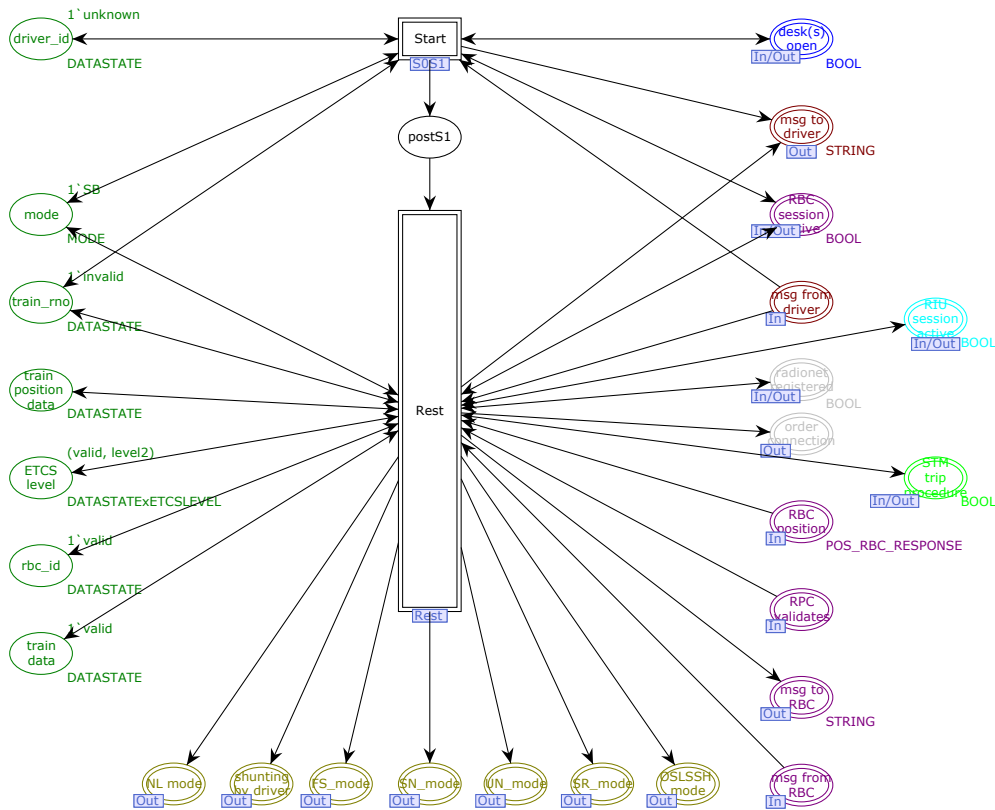 1`unknown
driver_id
DATASTATE
Start
S0S1
desk(s)
open
In/Out
BOOL
postS1
msg to
driver
Out
STRING
1`SB
mode
MODE
RBC
session
In/Out
BOOL
1`invalid
train_rno
DATASTATE
msg from
driver
In
RIU
session
active
In/Out
BOOL
train
position
data
DATASTATE
radionet
registered
In/Out
BOOL
Rest
order
connection
Out
(valid, level2)
ETCS
level
DATASTATExETCSLEVEL
STM
trip
procedure
In/Out
BOOL
RBC
position
In
POS_RBC_RESPONSE
1`valid
rbc_id
DATASTATE
RPC
validates
In
Rest
1`valid
train
data
DATASTATE
msg to
RBC
Out
STRING
NL mode
Out
shunting
by driver
Out
FS_mode
Out
SN_mode
Out
UN_mode
Out
SR_mode
Out
OSLSSH
mode
Out
msg from
RBC
In